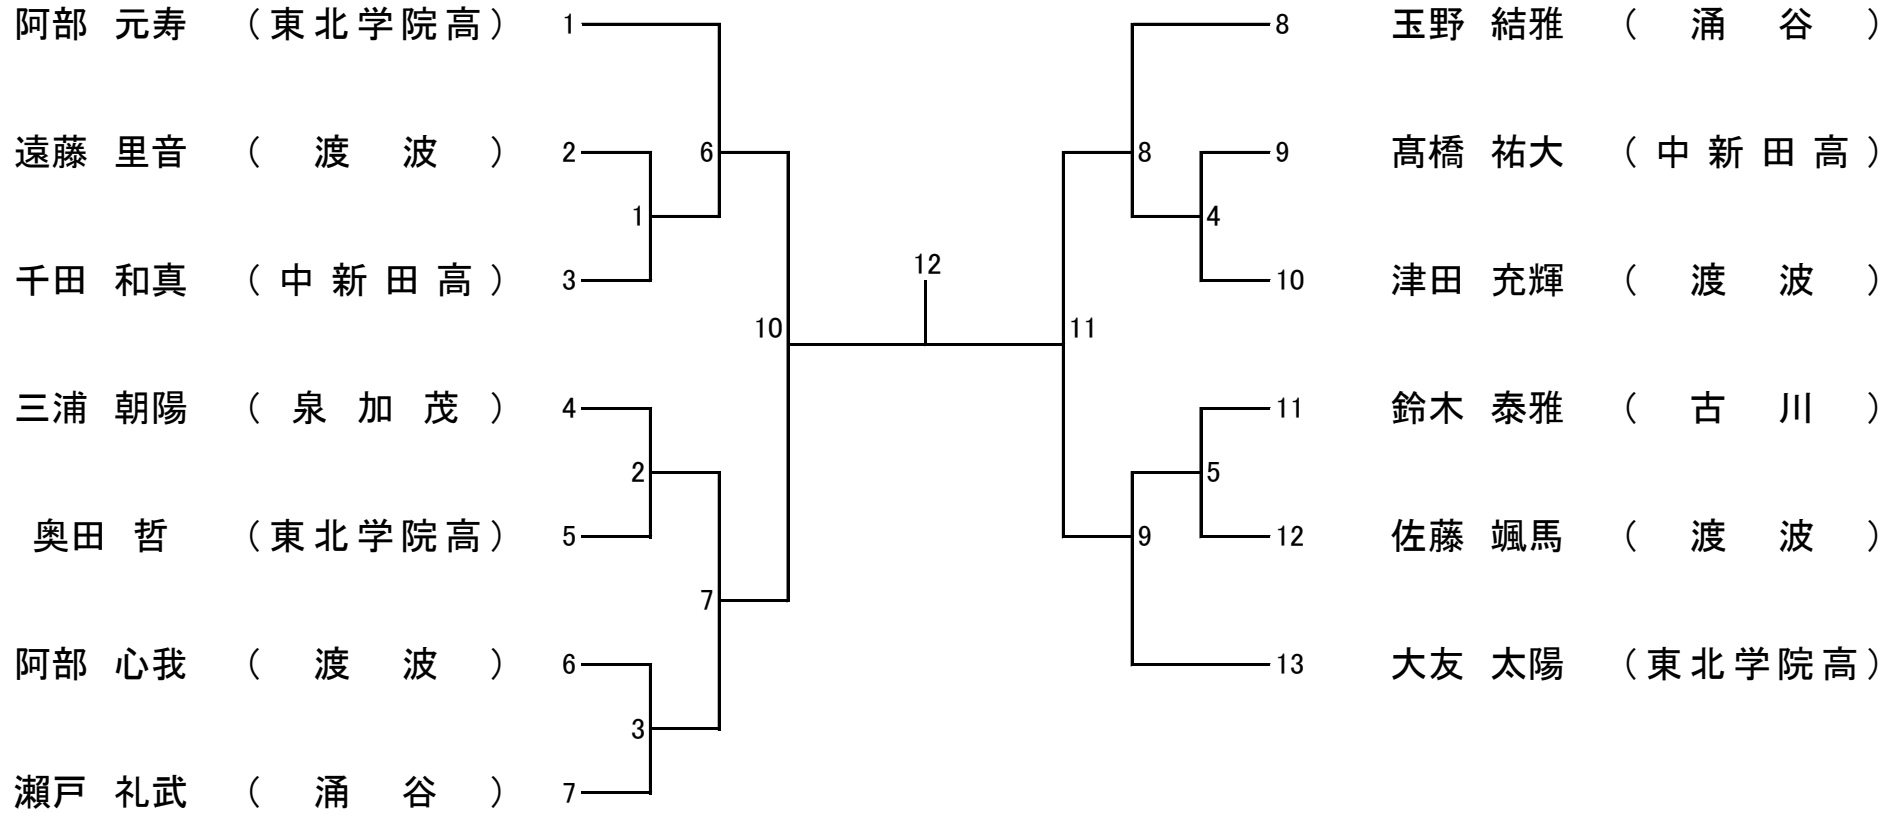 阿部 元寿 （東北学院高） 1 8 玉野 結雅 （ 涌 谷 ）
遠藤 里音 （ 渡 波 ） 2 6 8 9 髙橋 祐大 （中新田高）
1 4
千田 和真 （中新田高） 3 12 10 津田 充輝 （ 渡 波 ）
10 11
三浦 朝陽 （ 泉 加 茂 ） 4 11 鈴木 泰雅 （ 古 川 ）
2 5
奥田 哲 （東北学院高） 5 9 12 佐藤 颯馬 （ 渡 波 ）
7
阿部 心我 （ 渡 波 ） 6 13 大友 太陽 （東北学院高）
3
瀨戸 礼武 （ 涌 谷 ） 7